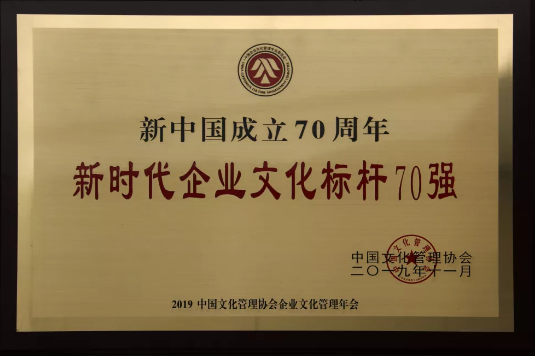 新中国成立70周年
新时代企业文化标杆70强
中国文化管理协会
二〇一九年十一月
2019 中国文化管理协会企业文化管理年会